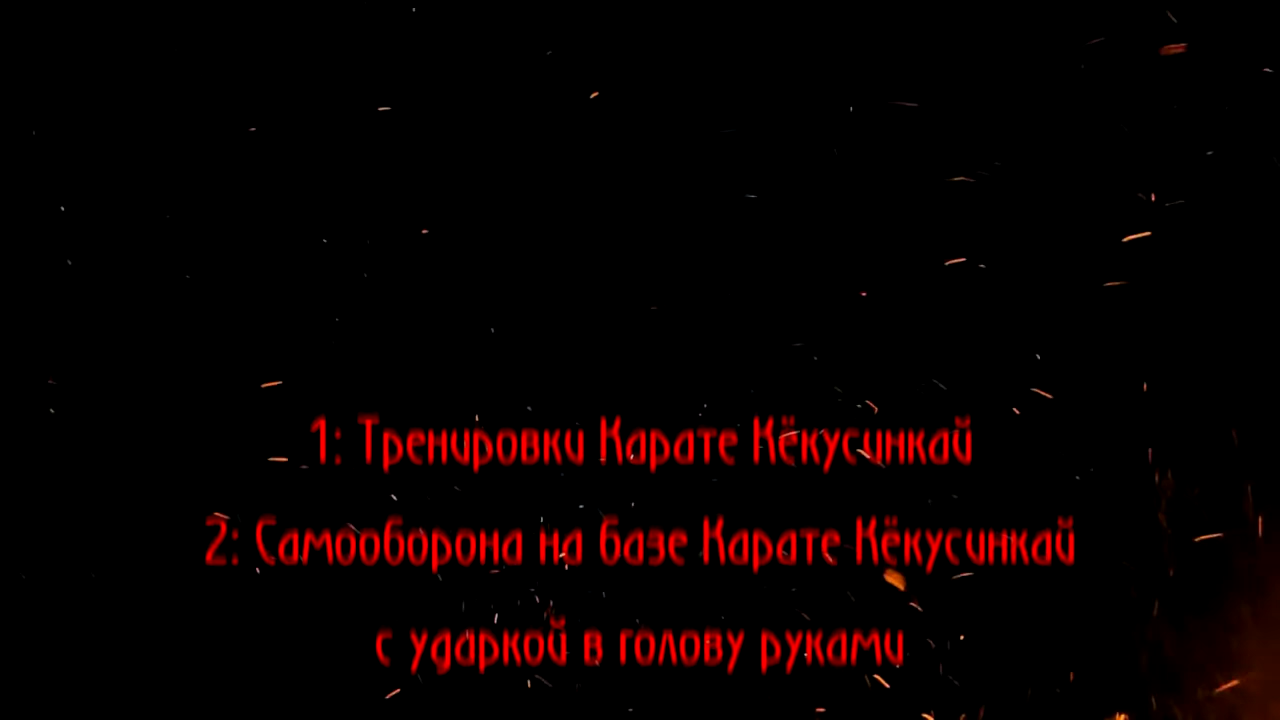 1: Тренировки Карате Кёкусинкай
2: Самооборона на базе Карате Кёкусинкай
с ударкой в голову руками